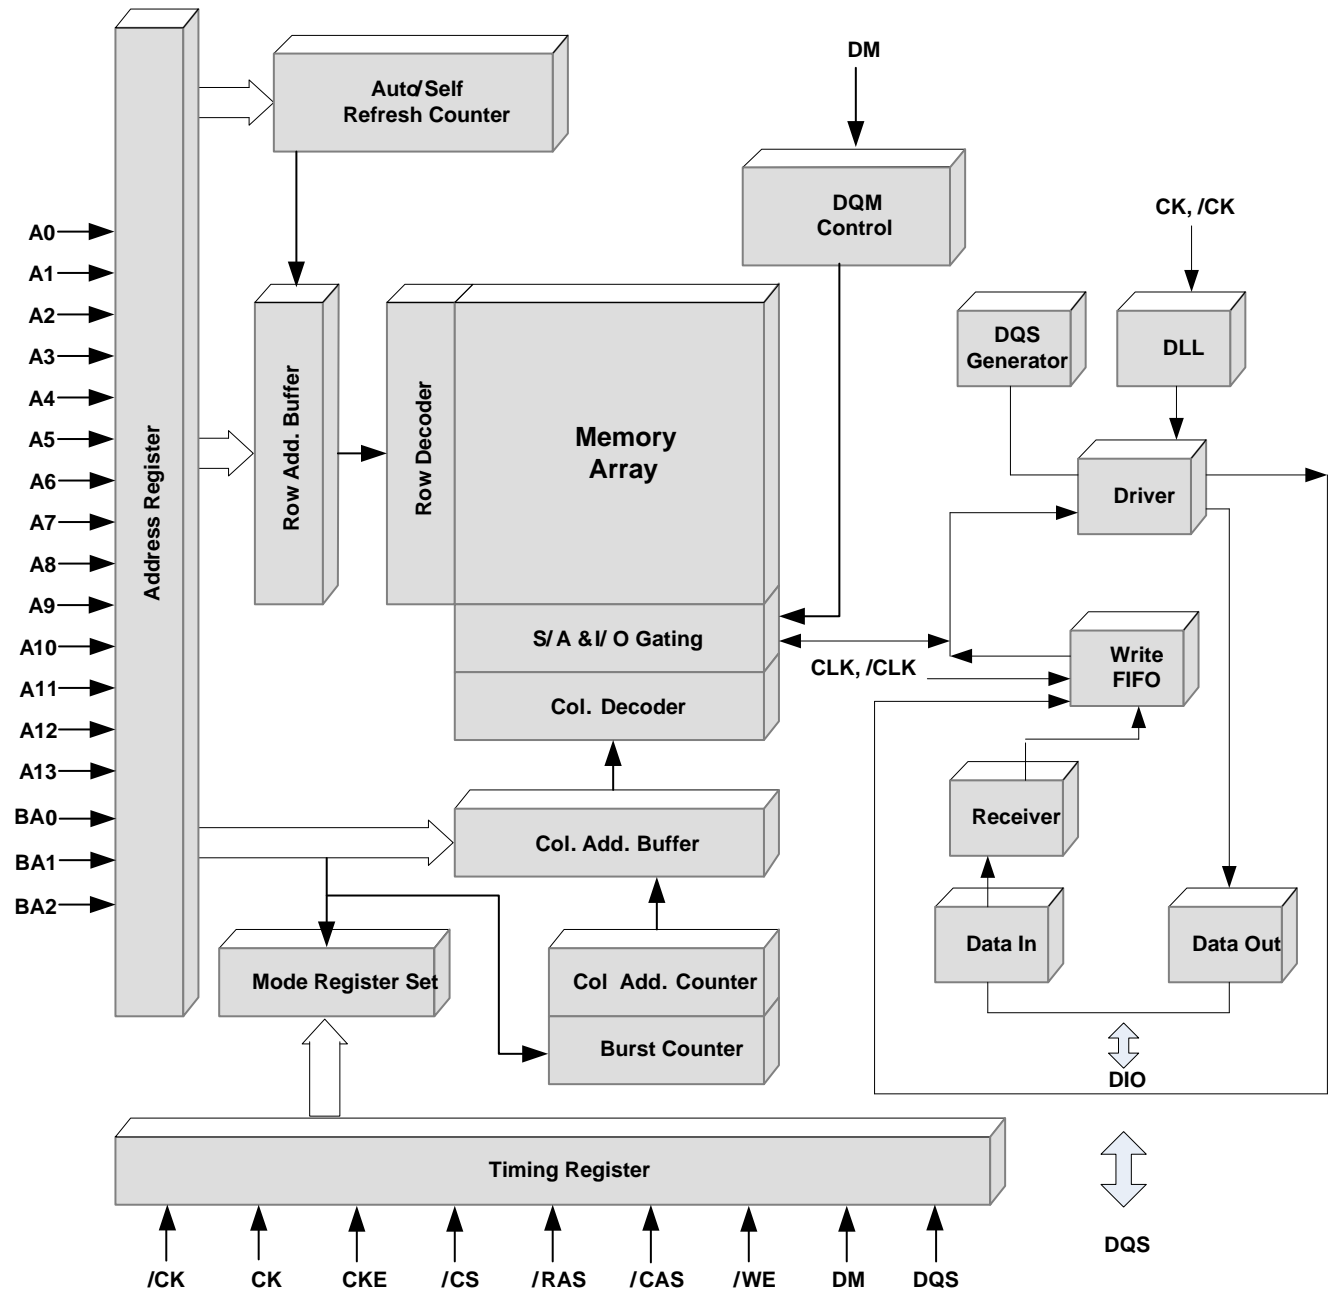 Auto/Self
Refresh Counter
DM
DQM
Control
CK, /CK
A0
A1
A2
A3
A4
A5
A6
A7
A8
A9
A10
A11
A12
A13
BA0
BA1
BA2
Address Register
Row Add. Buffer
Row Decoder
Memory
Array
DQS
Generator
DLL
Driver
S/ A &I/ O Gating
CLK, /CLK
Write
FIFO
Col. Decoder
Receiver
Col. Add. Buffer
Data In
Data Out
Mode Register Set
Col Add. Counter
Burst Counter
DIO
Timing Register
DQS
/CK
CK
CKE
/CS
/RAS
/CAS
/WE
DM
DQS